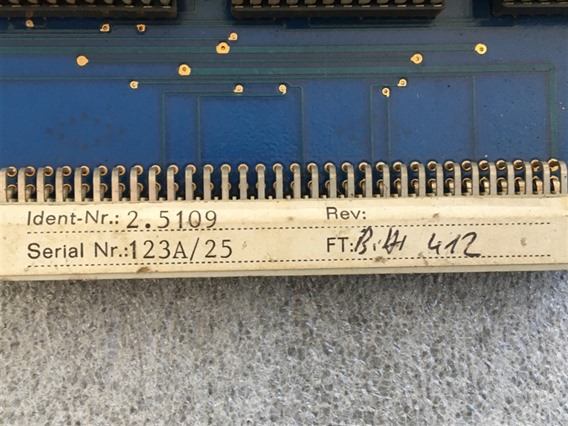 Ident-Nr.: 2.5109 Rev:
Serial Nr.: 123A/25 FT: 412